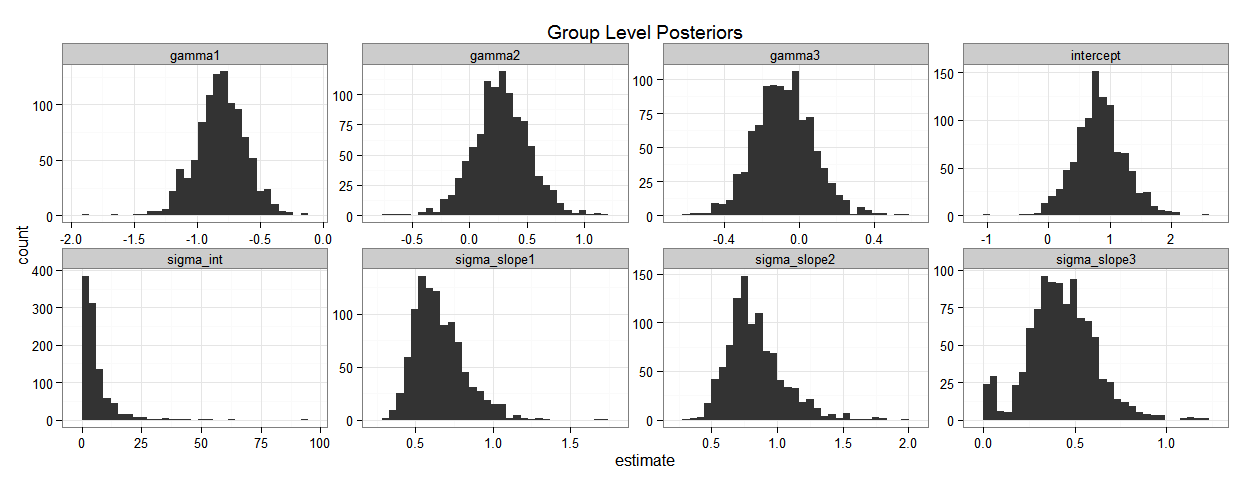 Group Level Posteriors
gamma1 gamma2 gamma3 intercept
100
50
0
-2.0 -1.5 -1.0 -0.5 0.0
100
75
50
25
0
-0.5 0.0 0.5 1.0
100
75
50
25
0
-0.4 0.0 0.4
150
100
50
0
-1 0 1 2
count
sigma_int sigma_slope1 sigma_slope2 sigma_slope3
400
300
200
100
0
0 25 50 75 100
100
50
0
0.5 1.0 1.5
150
100
50
0
0.5 1.0 1.5 2.0
100
75
50
25
0
0.0 0.5 1.0
estimate